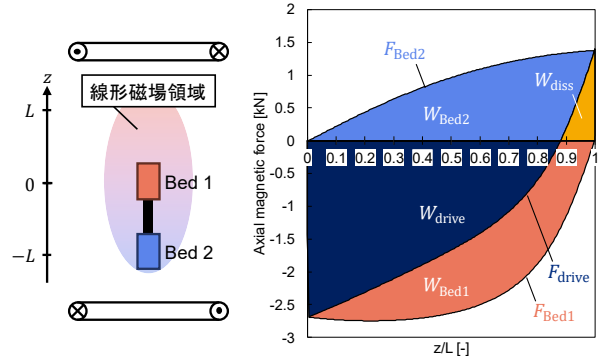 z
L
0
−L
線形磁場領域
Bed 1
Bed 2
Axial magnetic force [kN]
2
1.5
1
0.5
0
-0.5
-1
-1.5
-2
-2.5
-3
0 0.1 0.2 0.3 0.4 0.5 0.6 0.7 0.8 0.9 1
z/L [-]
F_Bed2
W_Bed2
W_diss
W_drive
F_drive
W_Bed1
F_Bed1